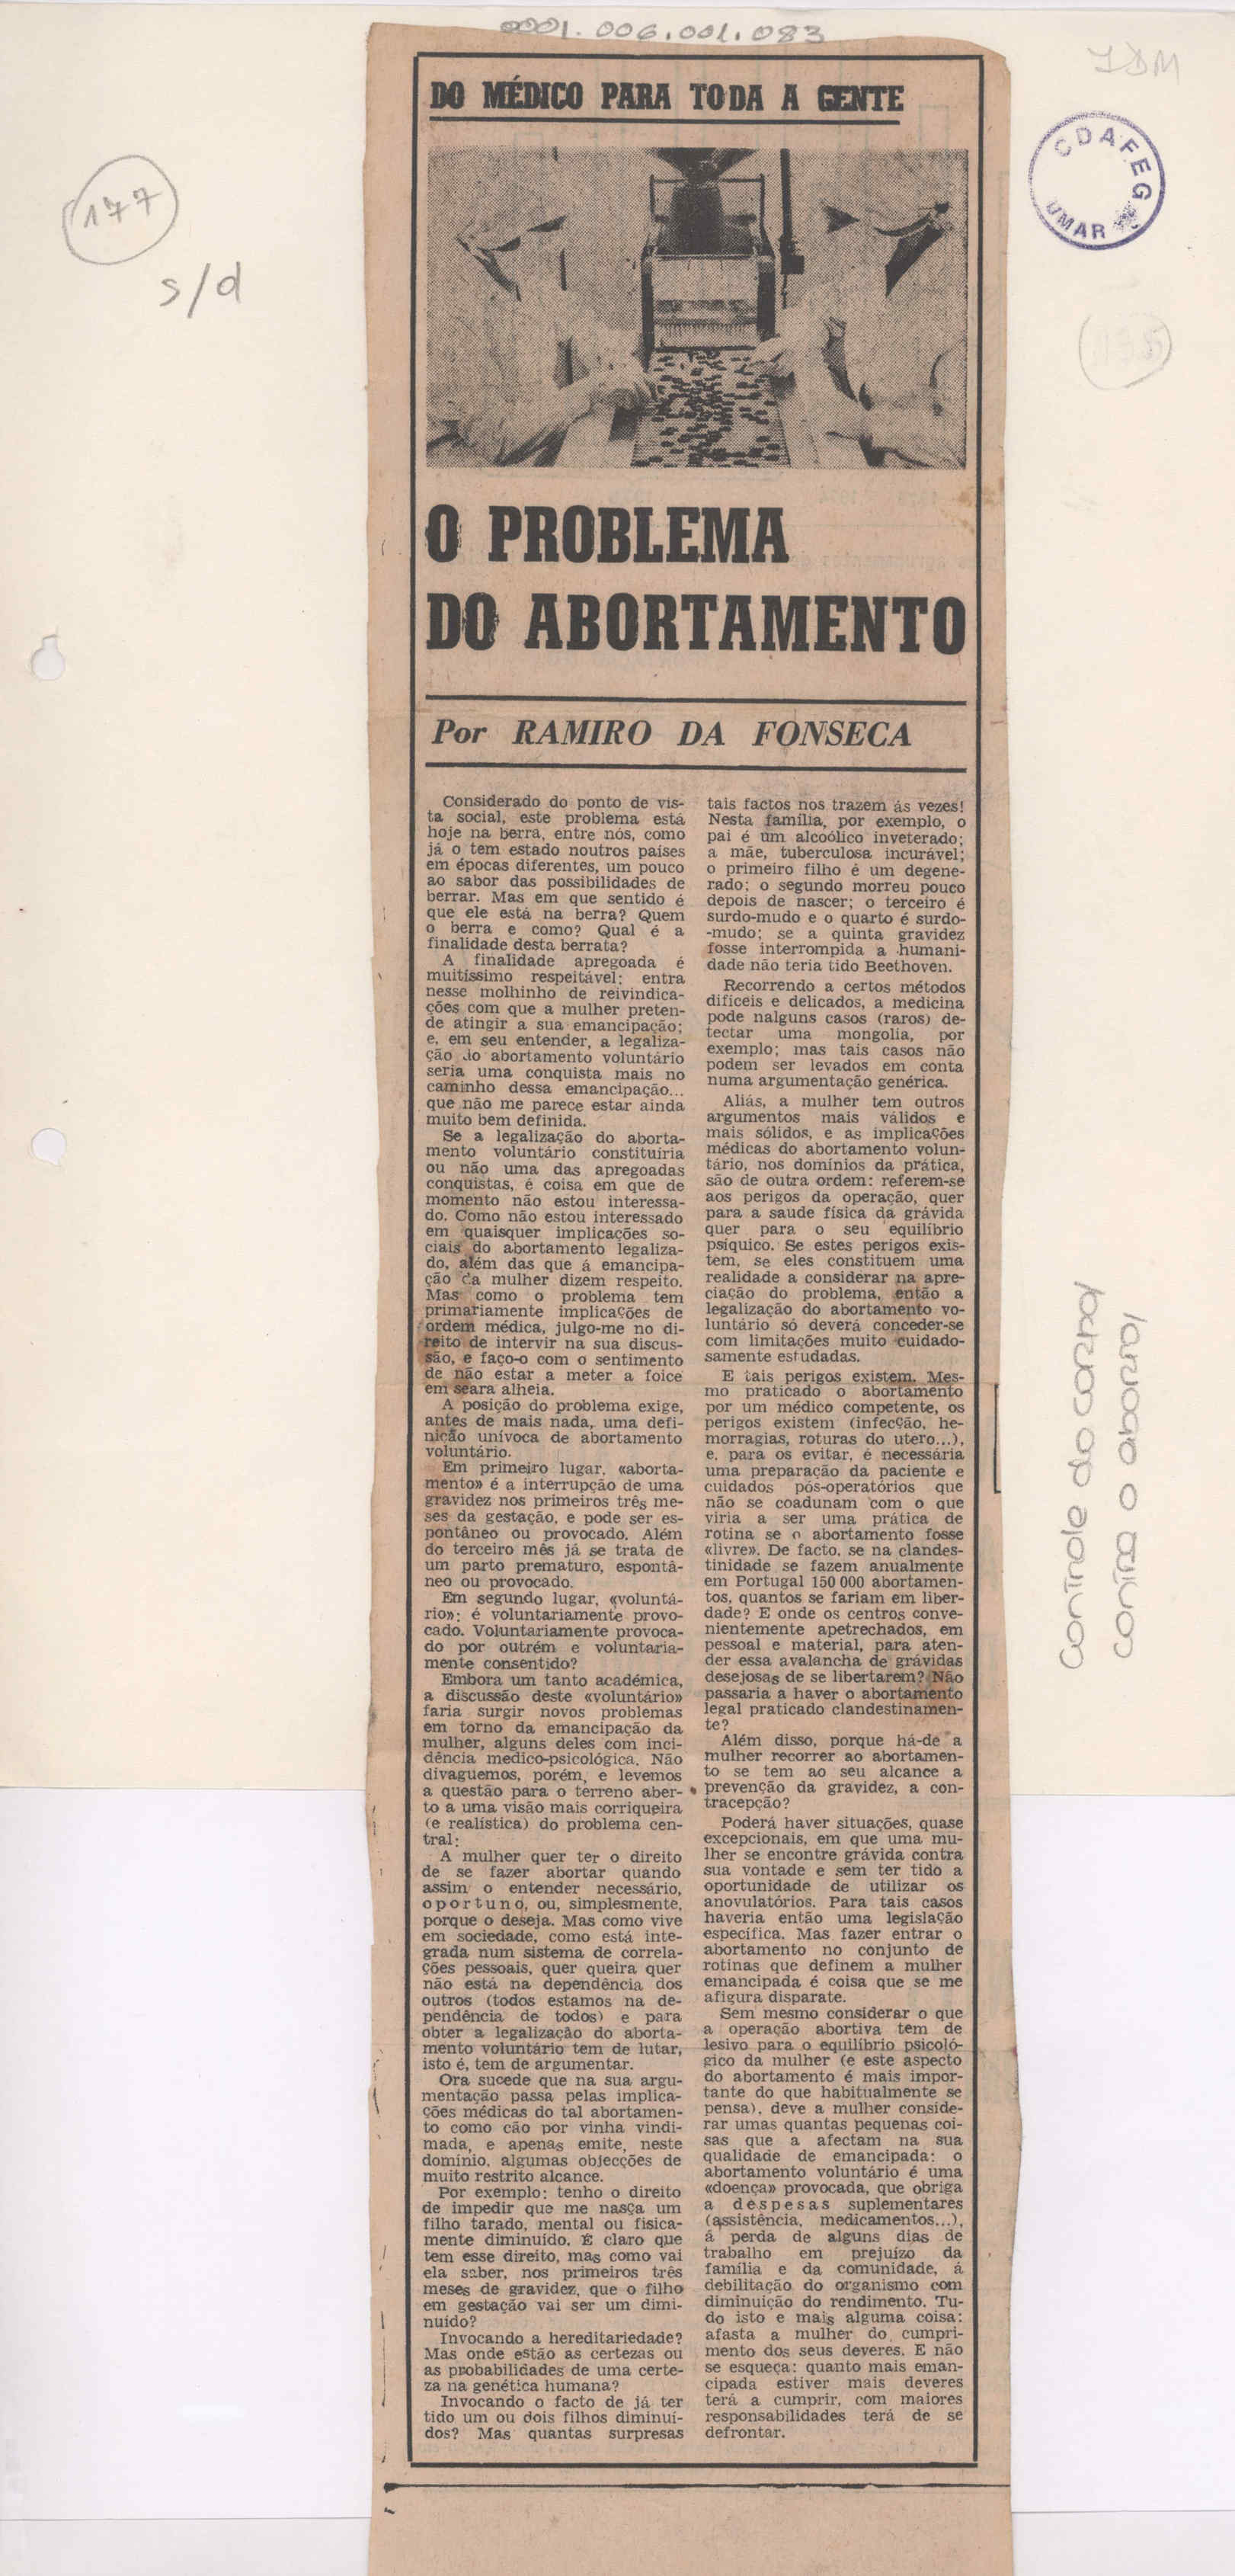 0001.006.001.083
IDM
CDAFEG
UMAR
177
s/d
DO MÉDICO PARA TODA A GENTE
O PROBLEMA
DO ABORTAMENTO
Por RAMIRO DA FONSECA
Considerado do ponto de vis-
ta social, este problema está
hoje na berra, entre nós, como
já o tem estado noutros países
em épocas diferentes, um pouco
ao sabor das possibilidades de
berrar. Mas em que sentido é
que ele está na berra? Quem
o berra e como? Qual é a
finalidade desta berrata?
A finalidade apregoada é
muitíssimo respeitável: entra
nesse molhinho de reivindica-
ções com que a mulher preten-
de atingir a sua emancipação;
e, em seu entender, a legaliza-
ção do abortamento voluntário
seria uma conquista mais no
caminho dessa emancipação...
que não me parece estar ainda
muito bem definida.
Se a legalização do aborta-
mento voluntário constituiria
ou não uma das apregoadas
conquistas, é coisa em que de
momento não estou interessa-
do. Como não estou interessado
em quaisquer implicações so-
ciais do abortamento legaliza-
do, além das que á emancipa-
ção da mulher dizem respeito.
Mas como o problema tem
primariamente implicações de
ordem médica, julgo-me no di-
reito de intervir na sua discus-
são, e faço-o com o sentimento
de não estar a meter a foice
em seara alheia.
A posição do problema exige,
antes de mais nada, uma defi-
nição unívoca de abortamento
voluntário.
Em primeiro lugar, «aborta-
mento» é a interrupção de uma
gravidez nos primeiros três me-
ses da gestação, e pode ser es-
pontâneo ou provocado. Além
do terceiro mês já se trata de
um parto prematuro, espontâ-
neo ou provocado.
Em segundo lugar, «voluntá-
rio»: é voluntariamente provo-
cado. Voluntariamente provoca-
do por outrém e voluntaria-
mente consentido?
Embora um tanto académica,
a discussão deste «voluntário»
faria surgir novos problemas
em torno da emancipação da
mulher, alguns deles com inci-
dência medico-psicológica. Não
divaguemos, porém, e levemos
a questão para o terreno aber-
to a uma visão mais corriqueira
(e realística) do problema cen-
tral:
A mulher quer ter o direito
de se fazer abortar quando
assim o entender necessário,
oportuno, ou, simplesmente,
porque o deseja. Mas como vive
em sociedade, como está inte-
grada num sistema de correla-
ções pessoais, quer queira quer
não está na dependência dos
outros (todos estamos na de-
pendência de todos) e para
obter a legalização do aborta-
mento voluntário tem de lutar,
isto é, tem de argumentar.
Ora sucede que na sua argu-
mentação passa pelas implica-
ções médicas do tal abortamen-
to como cão por vinha vindi-
mada, e apenas emite, neste
domínio, algumas objecções de
muito restrito alcance.
Por exemplo: tenho o direito
de impedir que me nasça um
filho tarado, mental ou fisica-
mente diminuído. É claro que
tem esse direito, mas como vai
ela saber, nos primeiros três
meses de gravidez, que o filho
em gestação vai ser um dimi-
nuído?
Invocando a hereditariedade?
Mas onde estão as certezas ou
as probabilidades de uma certe-
za na genética humana?
Invocando o facto de já ter
tido um ou dois filhos diminuí-
dos? Mas quantas surpresas
tais factos nos trazem ás vezes!
Nesta família, por exemplo, o
pai é um alcoólico inveterado;
a mãe, tuberculosa incurável;
o primeiro filho é um degene-
rado; o segundo morreu pouco
depois de nascer; o terceiro é
surdo-mudo e o quarto é surdo-
-mudo; se a quinta gravidez
fosse interrompida a humani-
dade não teria tido Beethoven.
Recorrendo a certos métodos
difíceis e delicados, a medicina
pode nalguns casos (raros) de-
tectar uma mongolia, por
exemplo; mas tais casos não
podem ser levados em conta
numa argumentação genérica.
Aliás, a mulher tem outros
argumentos mais válidos e
mais sólidos, e as implicações
médicas do abortamento volun-
tário, nos domínios da prática,
são de outra ordem: referem-se
aos perigos da operação, quer
para a saude física da grávida
quer para o seu equilíbrio
psíquico. Se estes perigos exis-
tem, se eles constituem uma
realidade a considerar na apre-
ciação do problema, então a
legalização do abortamento vo-
luntário só deverá conceder-se
com limitações muito cuidado-
samente estudadas.
E tais perigos existem. Mes-
mo praticado o abortamento
por um médico competente, os
perigos existem (infecção, he-
morragias, roturas do utero...),
e, para os evitar, é necessária
uma preparação da paciente e
cuidados pós-operatórios que
não se coadunam com o que
viria a ser uma prática de
rotina se o abortamento fosse
«livre». De facto, se na clandes-
tinidade se fazem anualmente
em Portugal 150 000 abortamen-
tos, quantos se fariam em liber-
dade? E onde os centros conve-
nientemente apetrechados, em
pessoal e material, para aten-
der essa avalancha de grávidas
desejosas de se libertarem? Não
passaria a haver o abortamento
legal praticado clandestinamen-
te?
Além disso, porque há-de a
mulher recorrer ao abortamen-
to se tem ao seu alcance a
prevenção da gravidez, a con-
tracepção?
Poderá haver situações, quase
excepcionais, em que uma mu-
lher se encontre grávida contra
sua vontade e sem ter tido a
oportunidade de utilizar os
anovulatórios. Para tais casos
haveria então uma legislação
específica. Mas fazer entrar o
abortamento no conjunto de
rotinas que definem a mulher
emancipada é coisa que se me
afigura disparate.
Sem mesmo considerar o que
a operação abortiva tem de
lesivo para o equilíbrio psicoló-
gico da mulher (e este aspecto
do abortamento é mais impor-
tante do que habitualmente se
pensa), deve a mulher conside-
rar umas quantas pequenas coi-
sas que a afectam na sua
qualidade de emancipada: o
abortamento voluntário é uma
«doença» provocada, que obriga
a despesas suplementares
(assistência, medicamentos...),
á perda de alguns dias de
trabalho em prejuízo da
família e da comunidade, á
debilitação do organismo com
diminuição do rendimento. Tu-
do isto e mais alguma coisa:
afasta a mulher do cumpri-
mento dos seus deveres. E não
se esqueça: quanto mais eman-
cipada estiver mais deveres
terá a cumprir, com maiores
responsabilidades terá de se
defrontar.
controle do corpo/
contra o aborto/